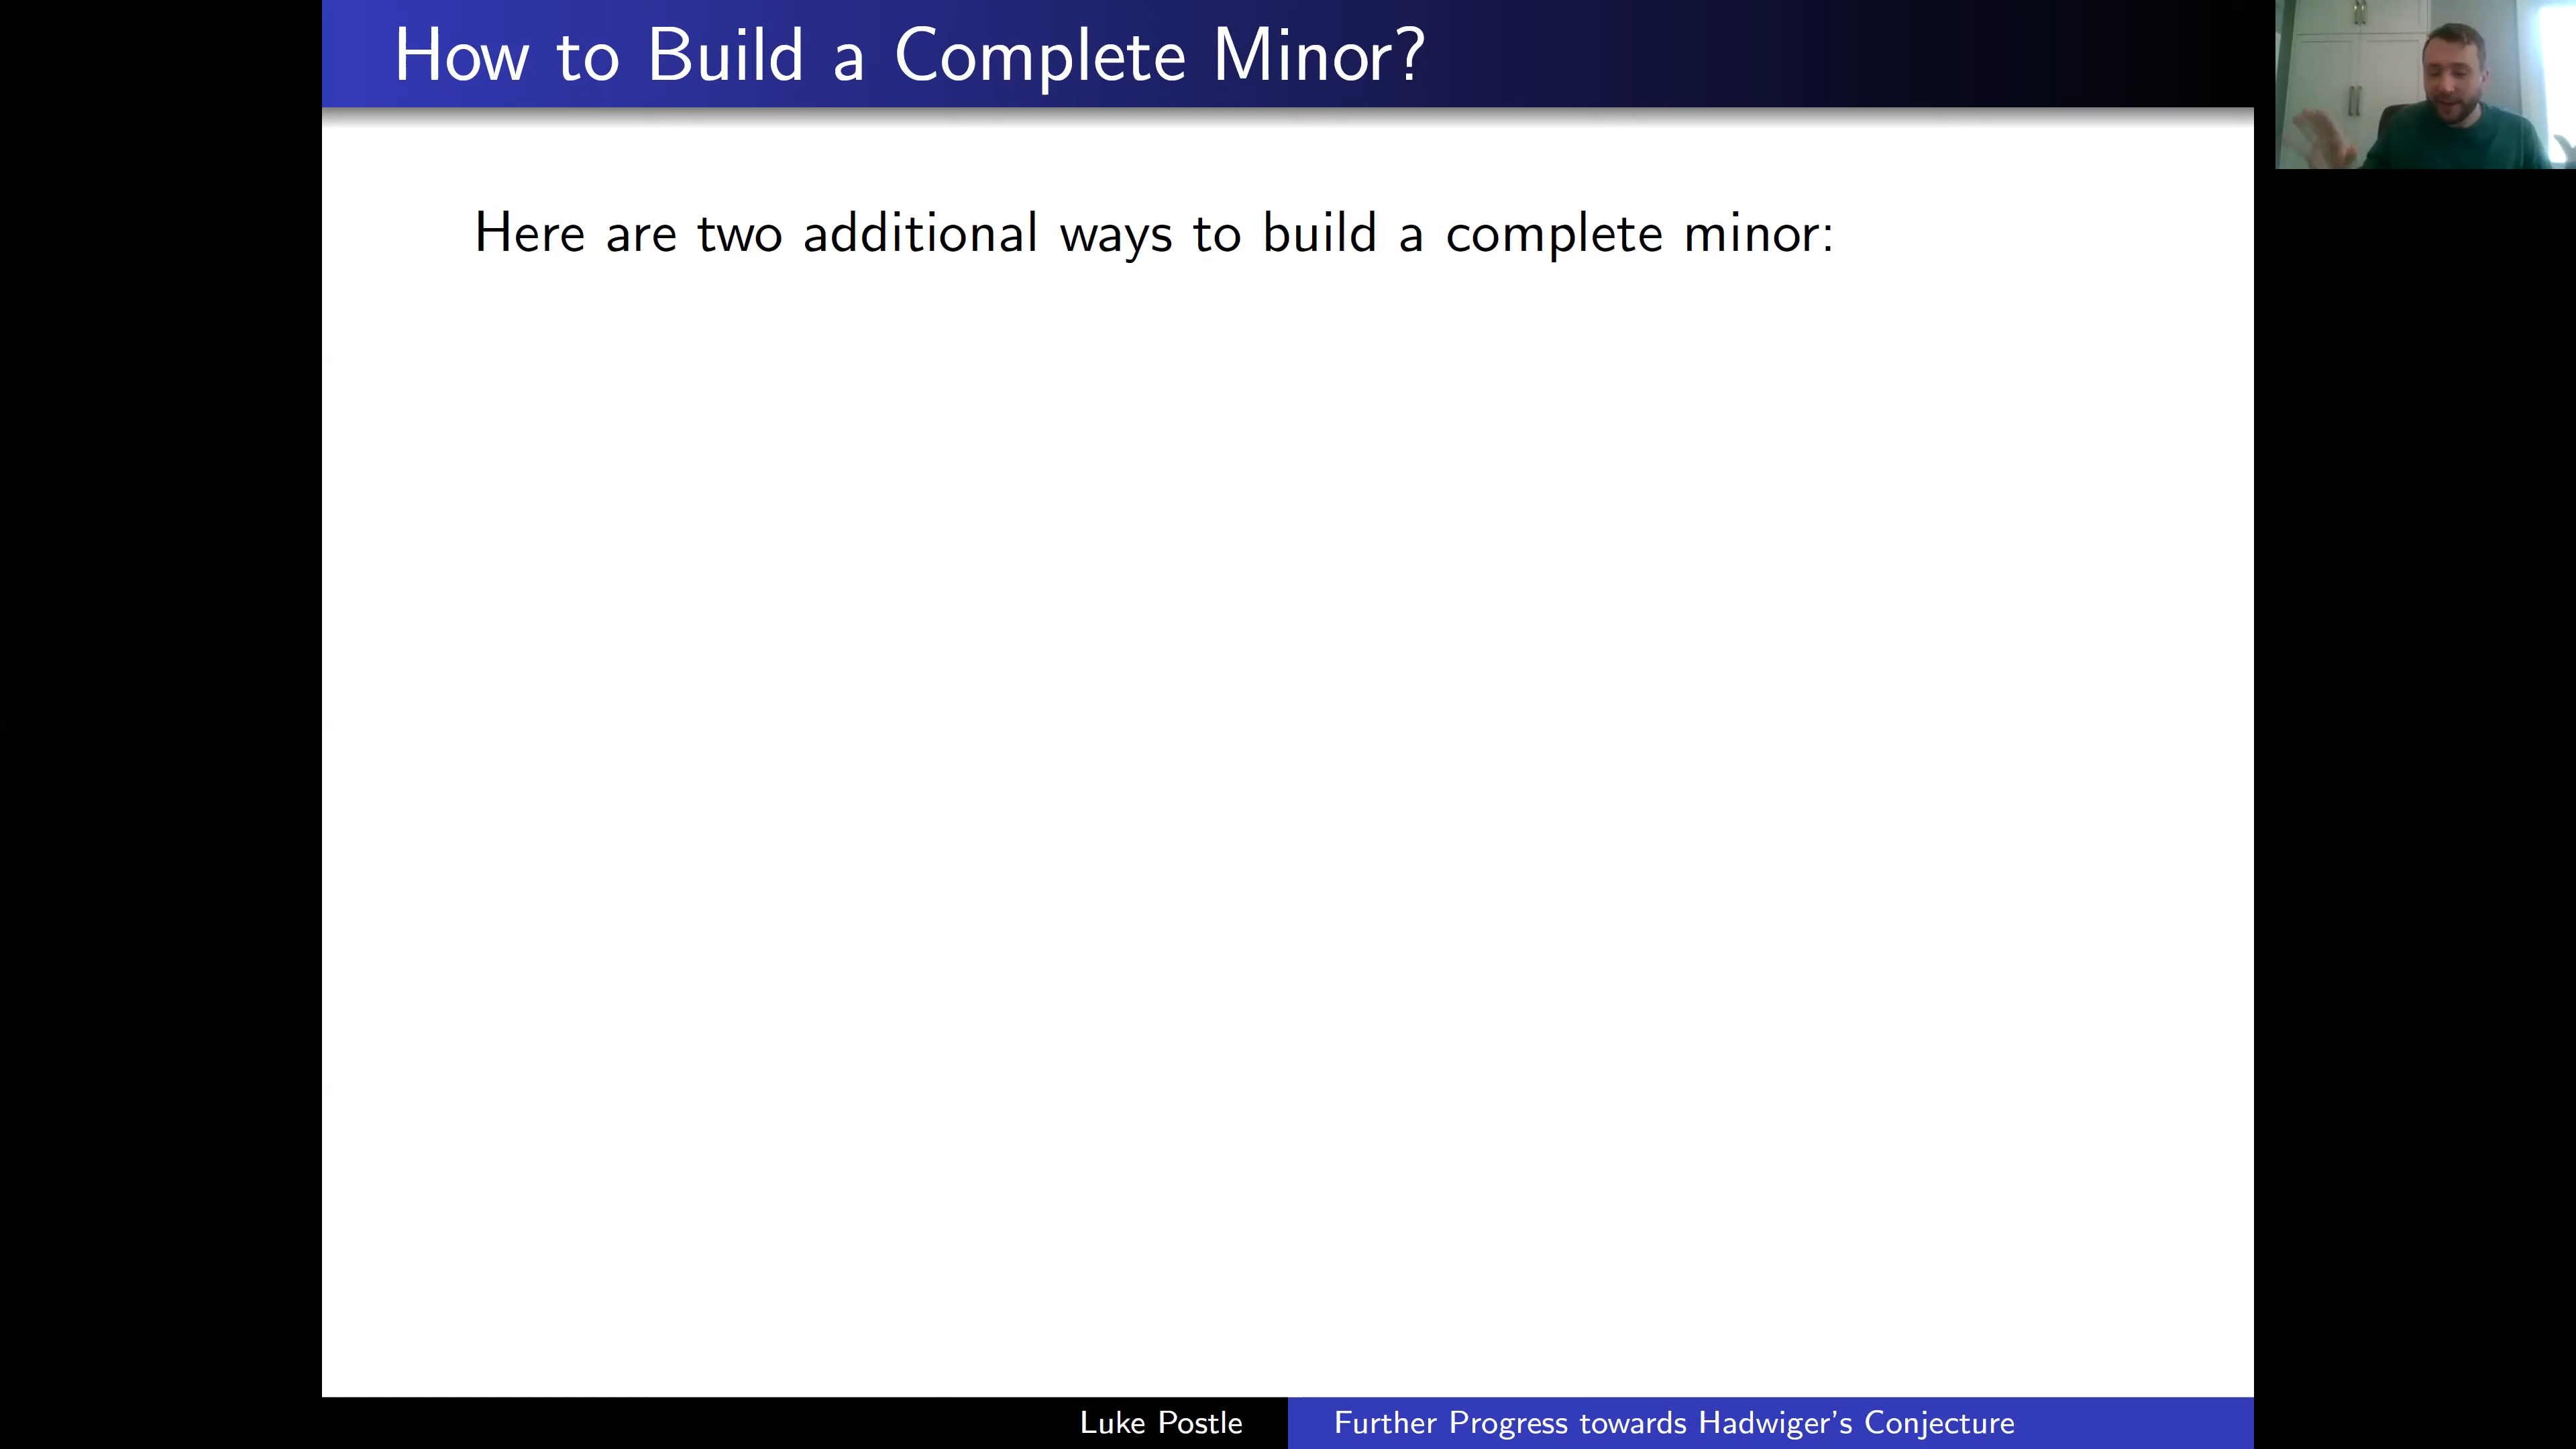 How to Build a Complete Minor?
Here are two additional ways to build a complete minor:
Luke Postle
Further Progress towards Hadwiger's Conjecture